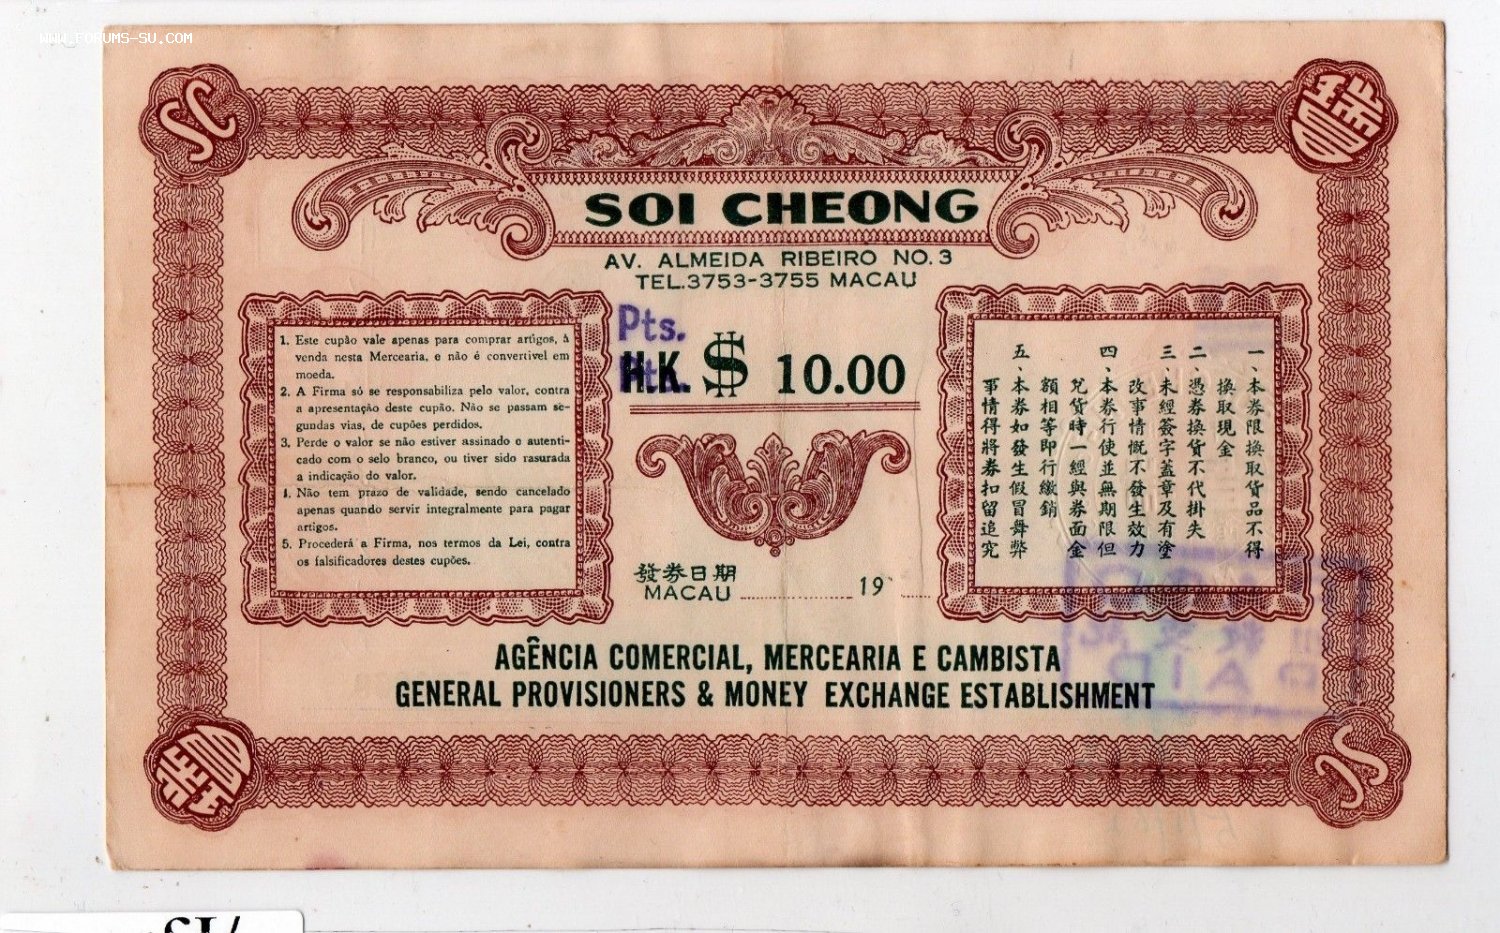 WWW.FORUMS-SU.COM
SC
瑞昌
SOI CHEONG
AV. ALMEIDA RIBEIRO NO. 3
TEL.3753-3755 MACAU
1. Este cupão vale apenas para comprar artigos, à
venda nesta Mercearia, e não é convertivel em
moeda.
2. A Firma só se responsabiliza pelo valor, contra
a apresentação deste cupão. Não se passam se-
gundas vias, de cupões perdidos.
3. Perde o valor se não estiver assinado e autenti-
cado com o selo branco, ou tiver sido rasurada
a indicação do valor.
4. Não tem prazo de validade, sendo cancelado
apenas quando servir integralmente para pagar
artigos.
5. Procederá a Firma, nos termos da Lei, contra
os falsificadores destes cupões.
Pts.
H.K. $ 10.00
一、本券限換取貨品不得
換取現金
二、憑券換貨不代掛失
三、未經簽字蓋章及有塗
改事情慨不發生效力
四、本券行使並無期限但
兌貨時一經與券面金
額相等即行繳銷
五、本券如發生假冒舞弊
事情得將券扣留追究
發券日期
MACAU 19
AGÊNCIA COMERCIAL, MERCEARIA E CAMBISTA
GENERAL PROVISIONERS & MONEY EXCHANGE ESTABLISHMENT
PAID
瑞昌
SC